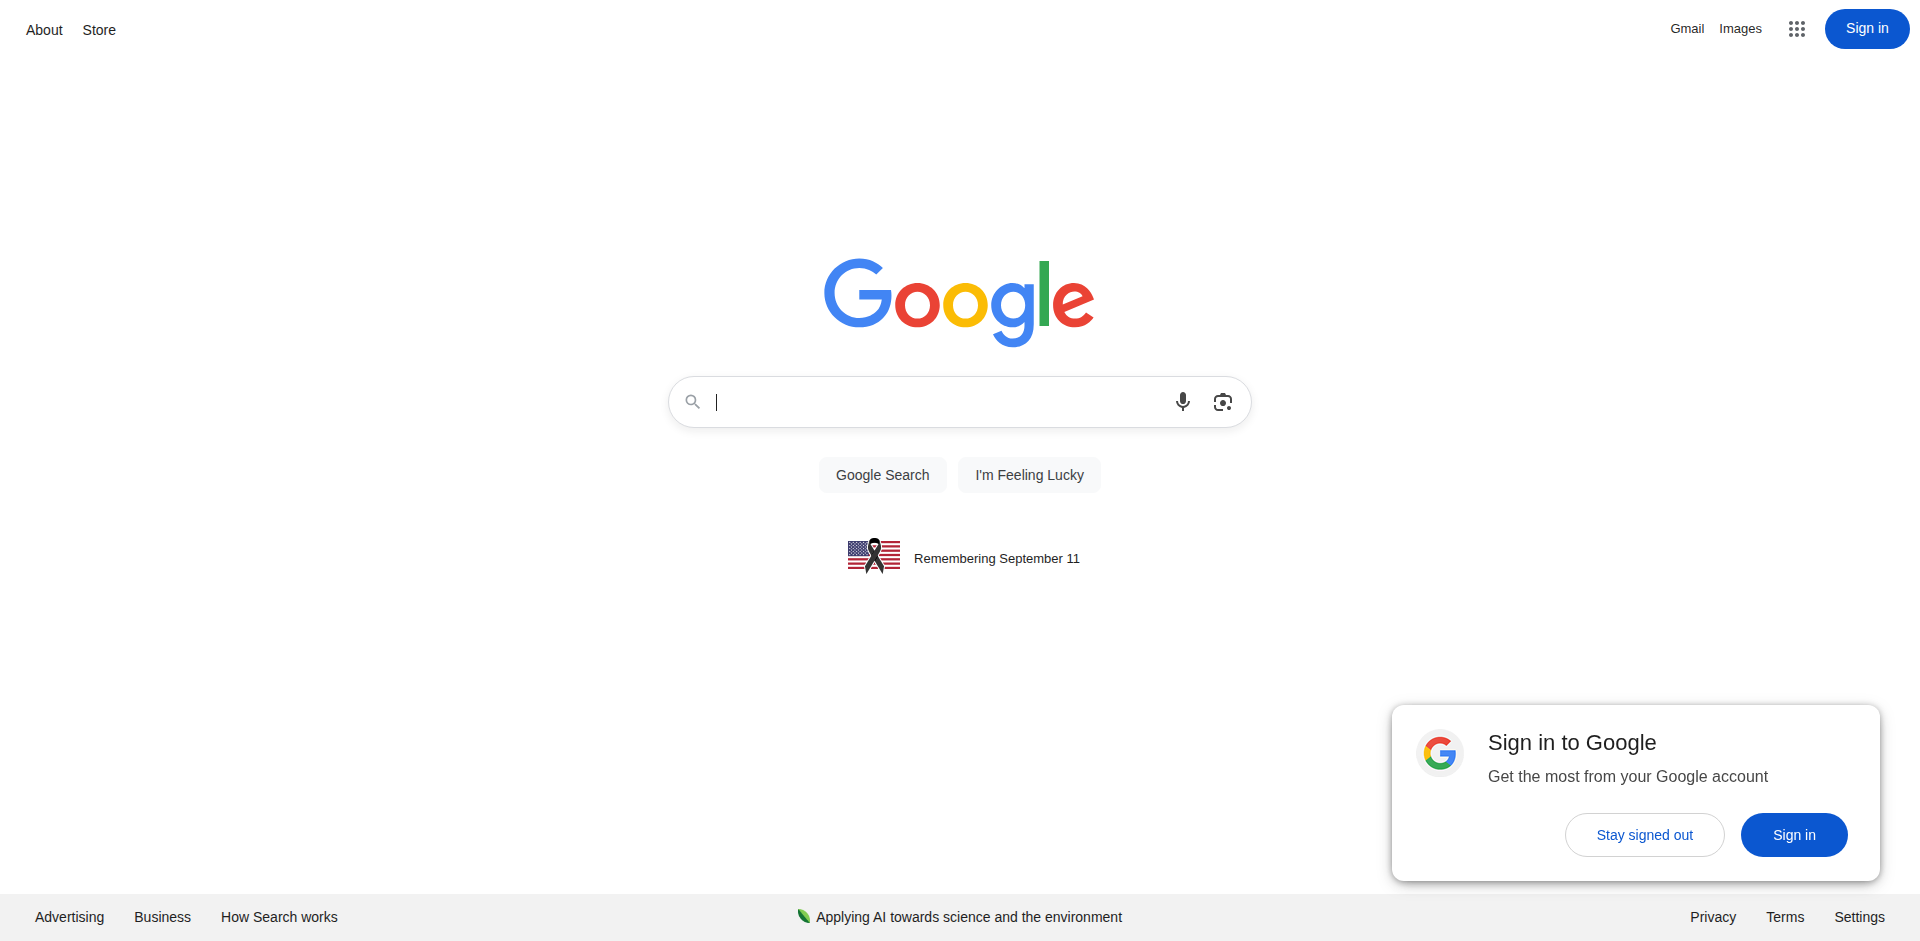 About Store
Gmail Images Sign in
Google
Google Search I'm Feeling Lucky
Remembering September 11
Sign in to Google
Get the most from your Google account
Stay signed out Sign in
Advertising Business How Search works Applying AI towards science and the environment Privacy Terms Settings